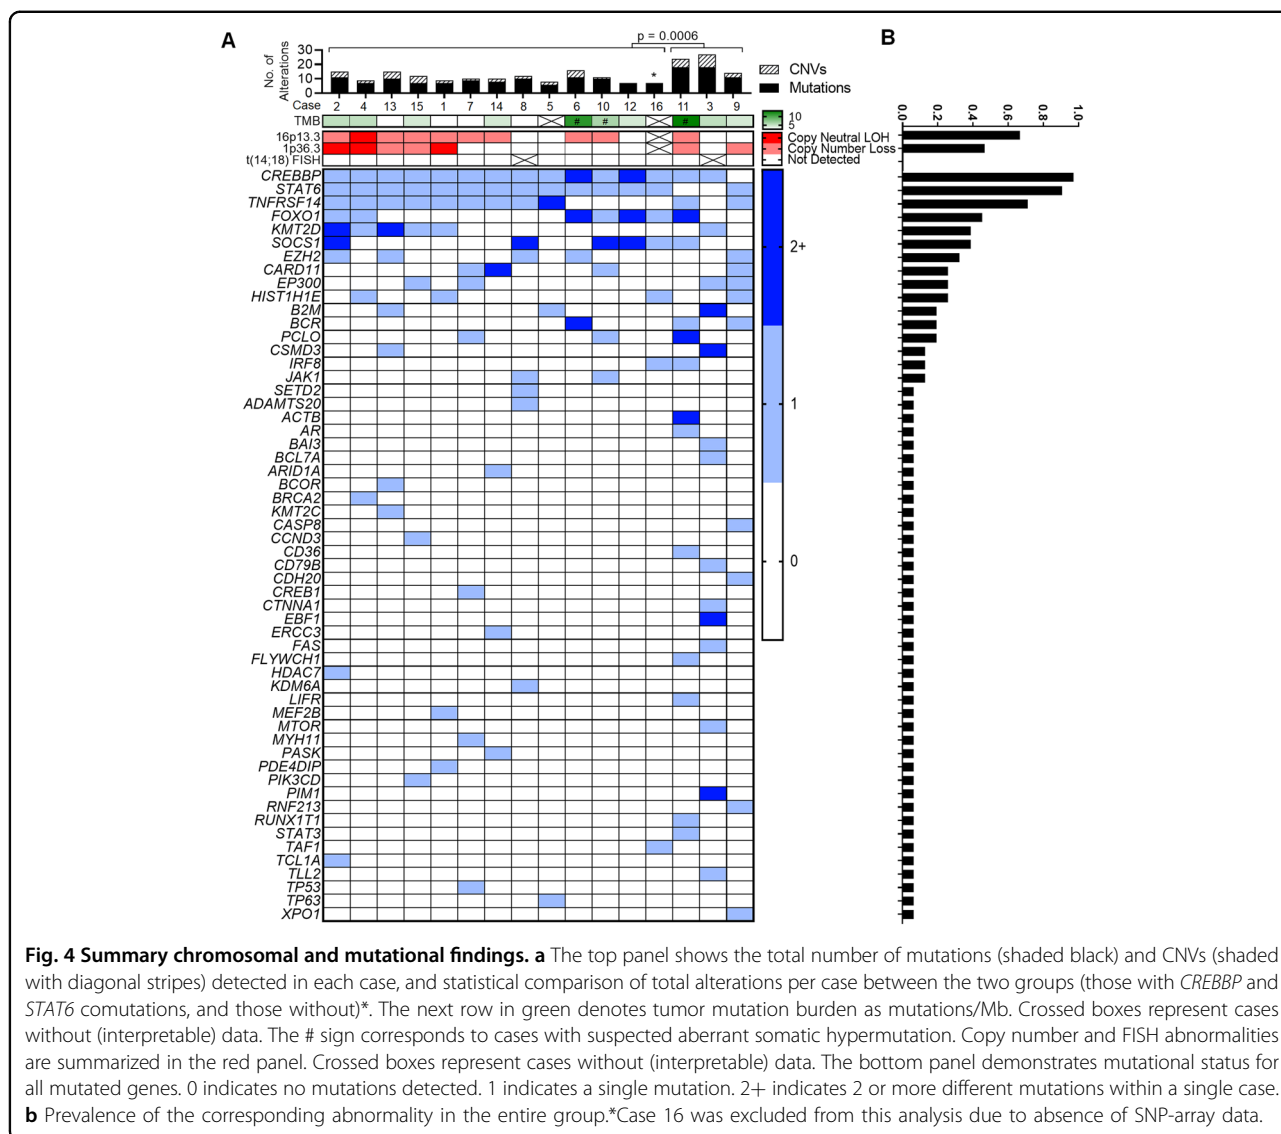 A
B
p = 0.0006
No. of
Alterations
30
20
10
0
*
CNVs
Mutations
Case 2 4 13 15 1 7 14 8 5 6 10 12 16 11 3 9
TMB # # #
10
5
16p13.3
1p36.3
t(14;18) FISH
Copy Neutral LOH
Copy Number Loss
Not Detected
0.0 0.2 0.4 0.6 0.8 1.0
CREBBP
STAT6
TNFRSF14
FOXO1
KMT2D
SOCS1
EZH2
CARD11
EP300
HIST1H1E
B2M
BCR
PCLO
CSMD3
IRF8
JAK1
SETD2
ADAMTS20
ACTB
AR
BAI3
BCL7A
ARID1A
BCOR
BRCA2
KMT2C
CASP8
CCND3
CD36
CD79B
CDH20
CREB1
CTNNA1
EBF1
ERCC3
FAS
FLYWCH1
HDAC7
KDM6A
LIFR
MEF2B
MTOR
MYH11
PASK
PDE4DIP
PIK3CD
PIM1
RNF213
RUNX1T1
STAT3
TAF1
TCL1A
TLL2
TP53
TP63
XPO1
2+
1
0
Fig. 4 Summary chromosomal and mutational findings. a The top panel shows the total number of mutations (shaded black) and CNVs (shaded
with diagonal stripes) detected in each case, and statistical comparison of total alterations per case between the two groups (those with CREBBP and
STAT6 comutations, and those without)*. The next row in green denotes tumor mutation burden as mutations/Mb. Crossed boxes represent cases
without (interpretable) data. The # sign corresponds to cases with suspected aberrant somatic hypermutation. Copy number and FISH abnormalities
are summarized in the red panel. Crossed boxes represent cases without (interpretable) data. The bottom panel demonstrates mutational status for
all mutated genes. 0 indicates no mutations detected. 1 indicates a single mutation. 2+ indicates 2 or more different mutations within a single case.
b Prevalence of the corresponding abnormality in the entire group.*Case 16 was excluded from this analysis due to absence of SNP-array data.